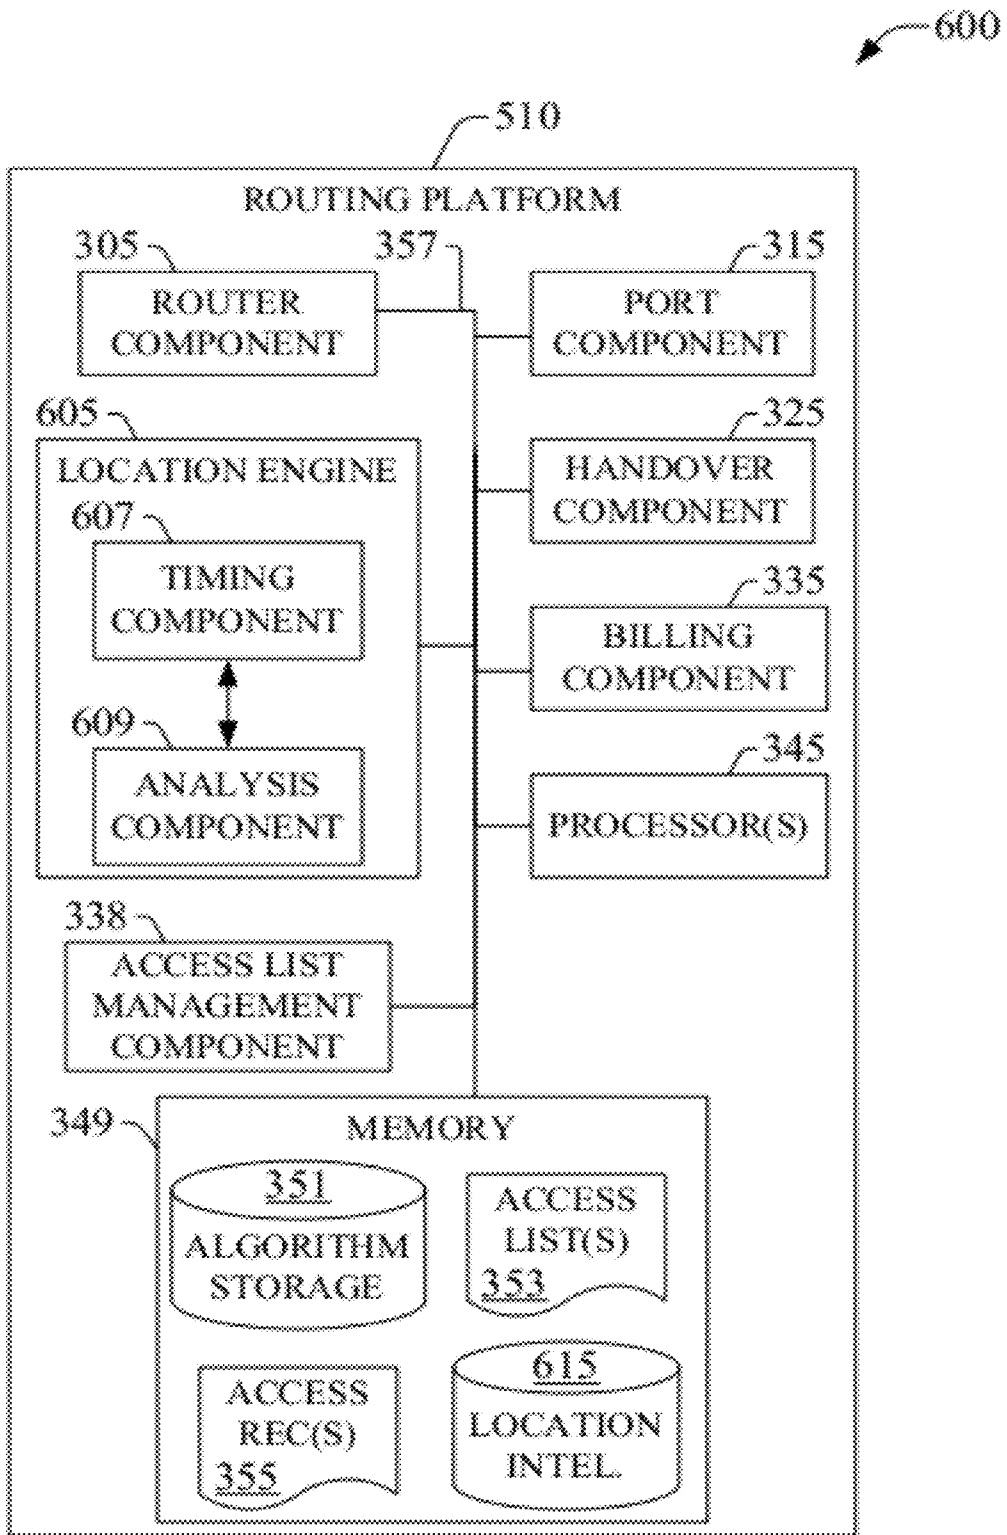 600
510
ROUTING PLATFORM
305
357
315
ROUTER
COMPONENT
PORT
COMPONENT
605
325
LOCATION ENGINE
HANDOVER
COMPONENT
607
TIMING
COMPONENT
335
BILLING
COMPONENT
609
ANALYSIS
COMPONENT
345
PROCESSOR(S)
338
ACCESS LIST
MANAGEMENT
COMPONENT
349
MEMORY
351
ALGORITHM
STORAGE
ACCESS
LIST(S)
353
ACCESS
REC(S)
355
615
LOCATION
INTEL.